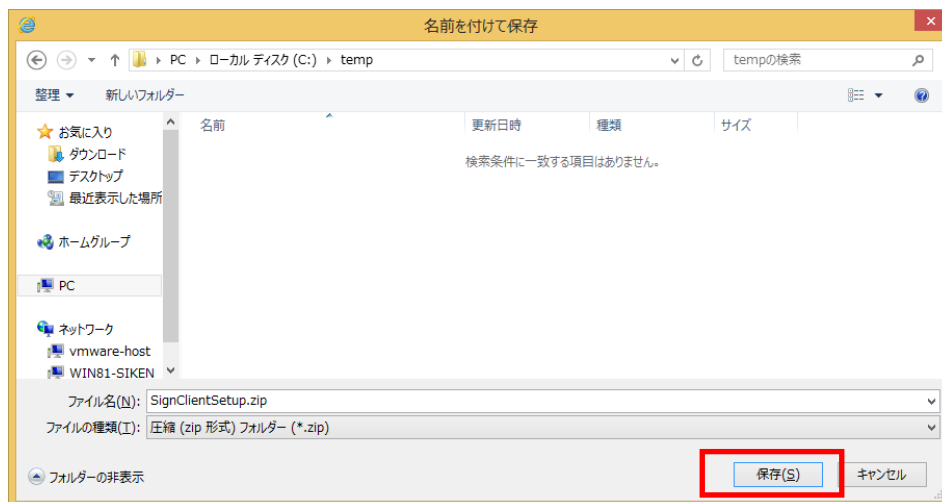 名前を付けて保存
PC ローカル ディスク (C:) temp
tempの検索
整理 新しいフォルダー
名前 更新日時 種類 サイズ
検索条件に一致する項目はありません。
お気に入り
ダウンロード
デスクトップ
最近表示した場所
ホームグループ
PC
ネットワーク
vmware-host
WIN81-SIKEN
ファイル名(N): SignClientSetup.zip
ファイルの種類(T): 圧縮 (zip 形式) フォルダー (*.zip)
フォルダーの非表示
保存(S) キャンセル